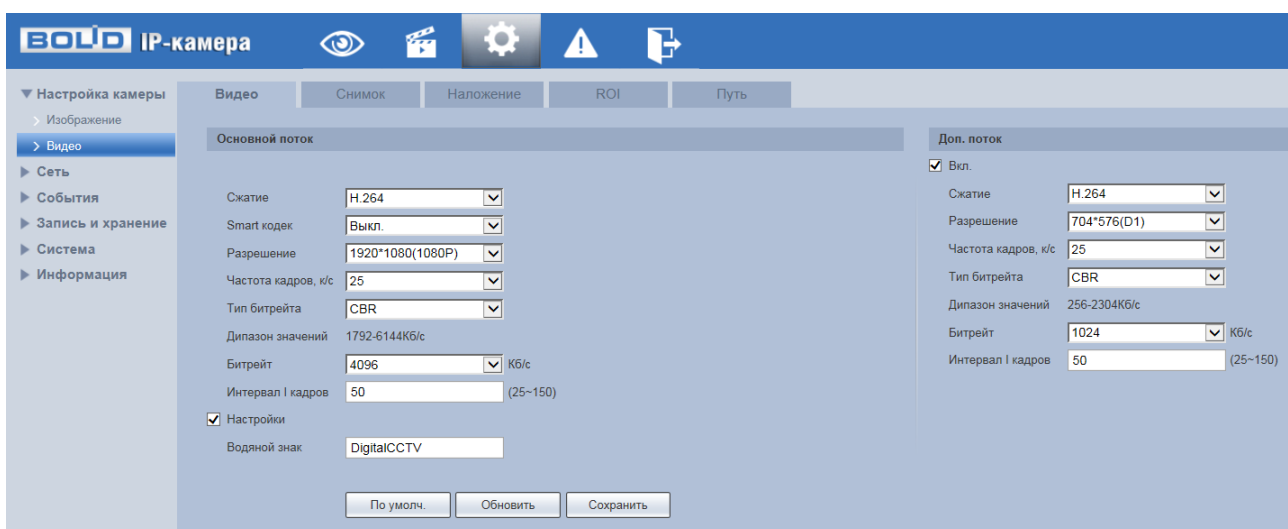 BOLID IP-камера
Настройка камеры
Изображение
Видео
Сеть
События
Запись и хранение
Система
Информация
Видео
Снимок
Наложение
ROI
Путь
Основной поток
Сжатие H.264
Smart кодек Выкл.
Разрешение 1920*1080(1080P)
Частота кадров, к/с 25
Тип битрейта CBR
Дипазон значений 1792-6144Кб/с
Битрейт 4096 Кб/с
Интервал I кадров 50 (25~150)
Настройки
Водяной знак DigitalCCTV
По умолч. Обновить Сохранить
Доп. поток
Вкл.
Сжатие H.264
Разрешение 704*576(D1)
Частота кадров, к/с 25
Тип битрейта CBR
Дипазон значений 256-2304Кб/с
Битрейт 1024 Кб/с
Интервал I кадров 50 (25~150)